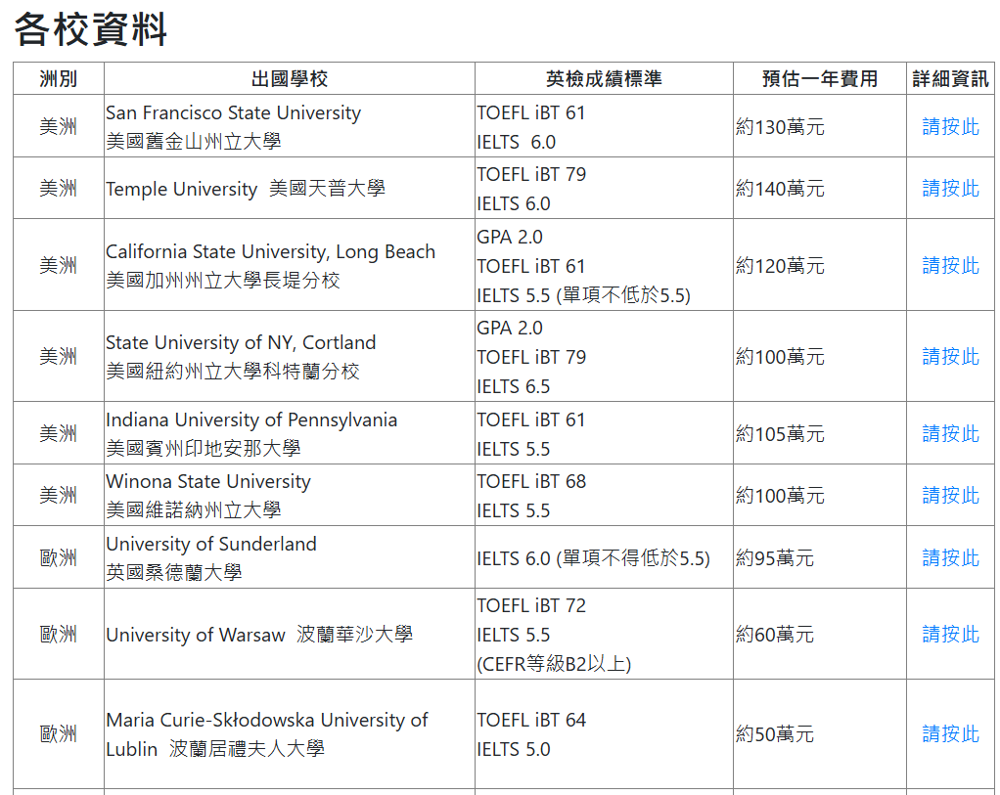 各校資料
洲別 出國學校 英檢成績標準 預估一年費用 詳細資訊
美洲 San Francisco State University
美國舊金山州立大學 TOEFL iBT 61
IELTS  6.0 約130萬元 請按此
美洲 Temple University  美國天普大學 TOEFL iBT 79
IELTS 6.0 約140萬元 請按此
美洲 California State University, Long Beach
美國加州州立大學長堤分校 GPA 2.0
TOEFL iBT 61
IELTS 5.5 (單項不低於5.5) 約120萬元 請按此
美洲 State University of NY, Cortland
美國紐約州立大學科特蘭分校 GPA 2.0
TOEFL iBT 79
IELTS 6.5 約100萬元 請按此
美洲 Indiana University of Pennsylvania
美國賓州印地安那大學 TOEFL iBT 61
IELTS 5.5 約105萬元 請按此
美洲 Winona State University
美國維諾納州立大學 TOEFL iBT 68
IELTS 5.5 約100萬元 請按此
歐洲 University of Sunderland
英國桑德蘭大學 IELTS 6.0 (單項不得低於5.5) 約95萬元 請按此
歐洲 University of Warsaw  波蘭華沙大學 TOEFL iBT 72
IELTS 5.5
(CEFR等級B2以上) 約60萬元 請按此
歐洲 Maria Curie-Skłodowska University of
Lublin  波蘭居禮夫人大學 TOEFL iBT 64
IELTS 5.0 約50萬元 請按此